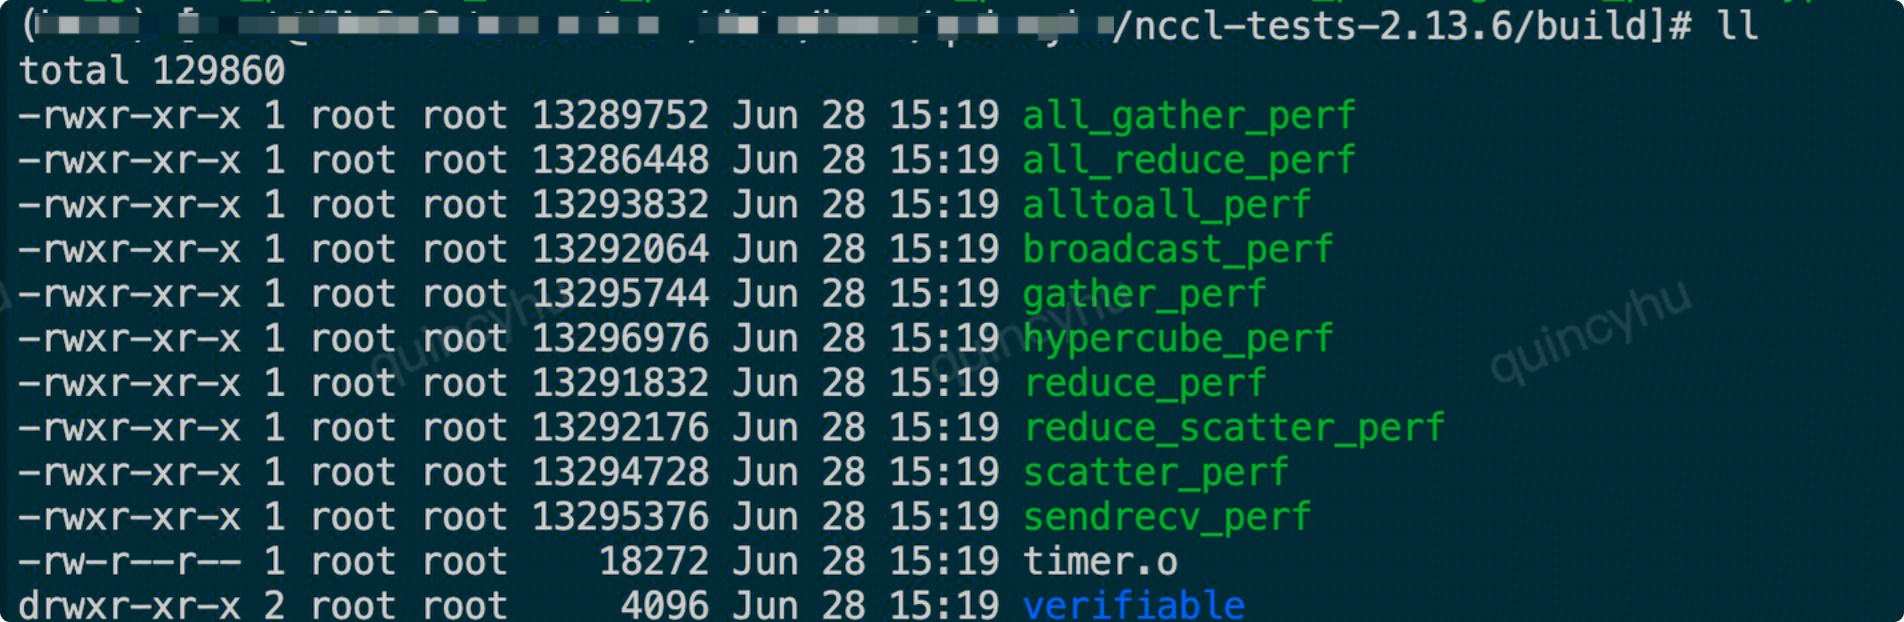 /nccl-tests-2.13.6/build]# ll
total 129860
-rwxr-xr-x 1 root root 13289752 Jun 28 15:19 all_gather_perf
-rwxr-xr-x 1 root root 13286448 Jun 28 15:19 all_reduce_perf
-rwxr-xr-x 1 root root 13293832 Jun 28 15:19 alltoall_perf
-rwxr-xr-x 1 root root 13292064 Jun 28 15:19 broadcast_perf
-rwxr-xr-x 1 root root 13295744 Jun 28 15:19 gather_perf
-rwxr-xr-x 1 root root 13296976 Jun 28 15:19 hypercube_perf
-rwxr-xr-x 1 root root 13291832 Jun 28 15:19 reduce_perf
-rwxr-xr-x 1 root root 13292176 Jun 28 15:19 reduce_scatter_perf
-rwxr-xr-x 1 root root 13294728 Jun 28 15:19 scatter_perf
-rwxr-xr-x 1 root root 13295376 Jun 28 15:19 sendrecv_perf
-rw-r--r-- 1 root root 18272 Jun 28 15:19 timer.o
drwxr-xr-x 2 root root 4096 Jun 28 15:19 verifiable
quincyhu
quincyhu
quincyhu